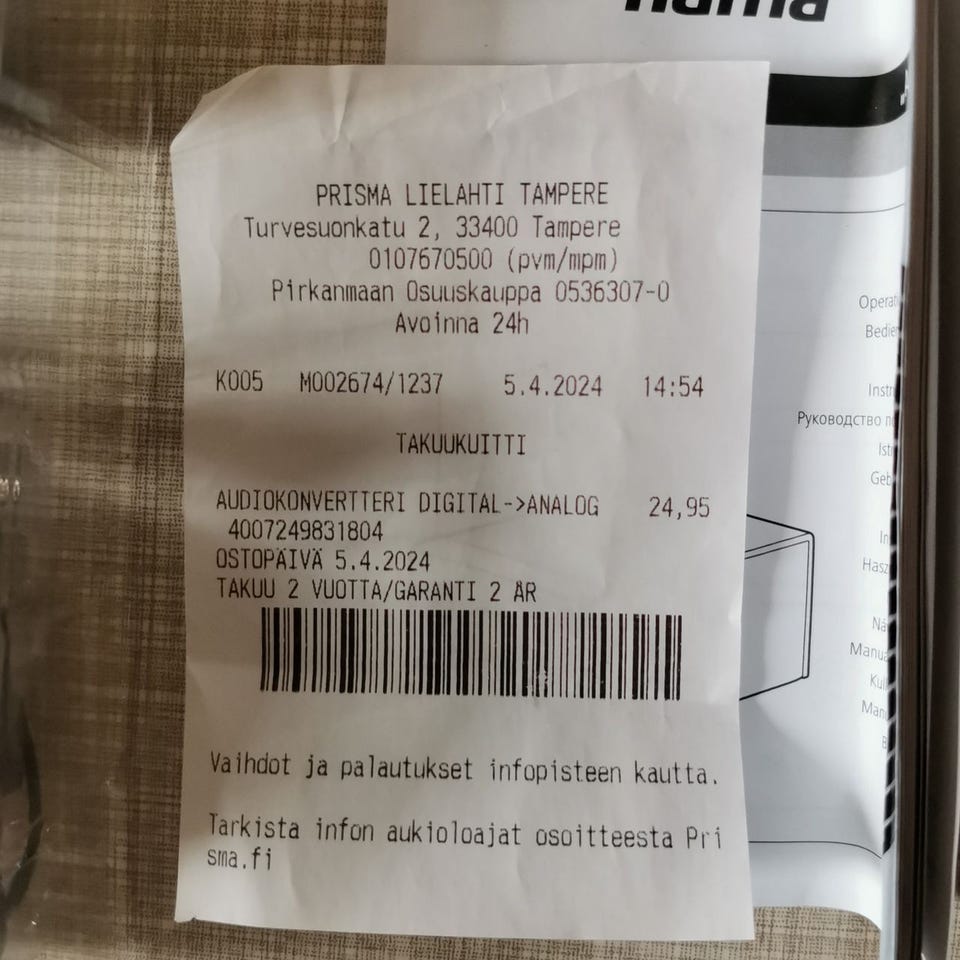 hama
PRISMA LIELAHTI TAMPERE
Turvesuonkatu 2, 33400 Tampere
0107670500 (pvm/mpm)
Pirkanmaan Osuuskauppa 0536307-0
Avoinna 24h
K005 M002674/1237 5.4.2024 14:54
TAKUUKUITTI
AUDIOKONVERTTERI DIGITAL->ANALOG 24,95
4007249831804
OSTOPÄIVÄ 5.4.2024
TAKUU 2 VUOTTA/GARANTI 2 ÅR
Vaihdot ja palautukset infopisteen kautta.
Tarkista infon aukioloajat osoitteesta Pri
sma.fi
Руководство